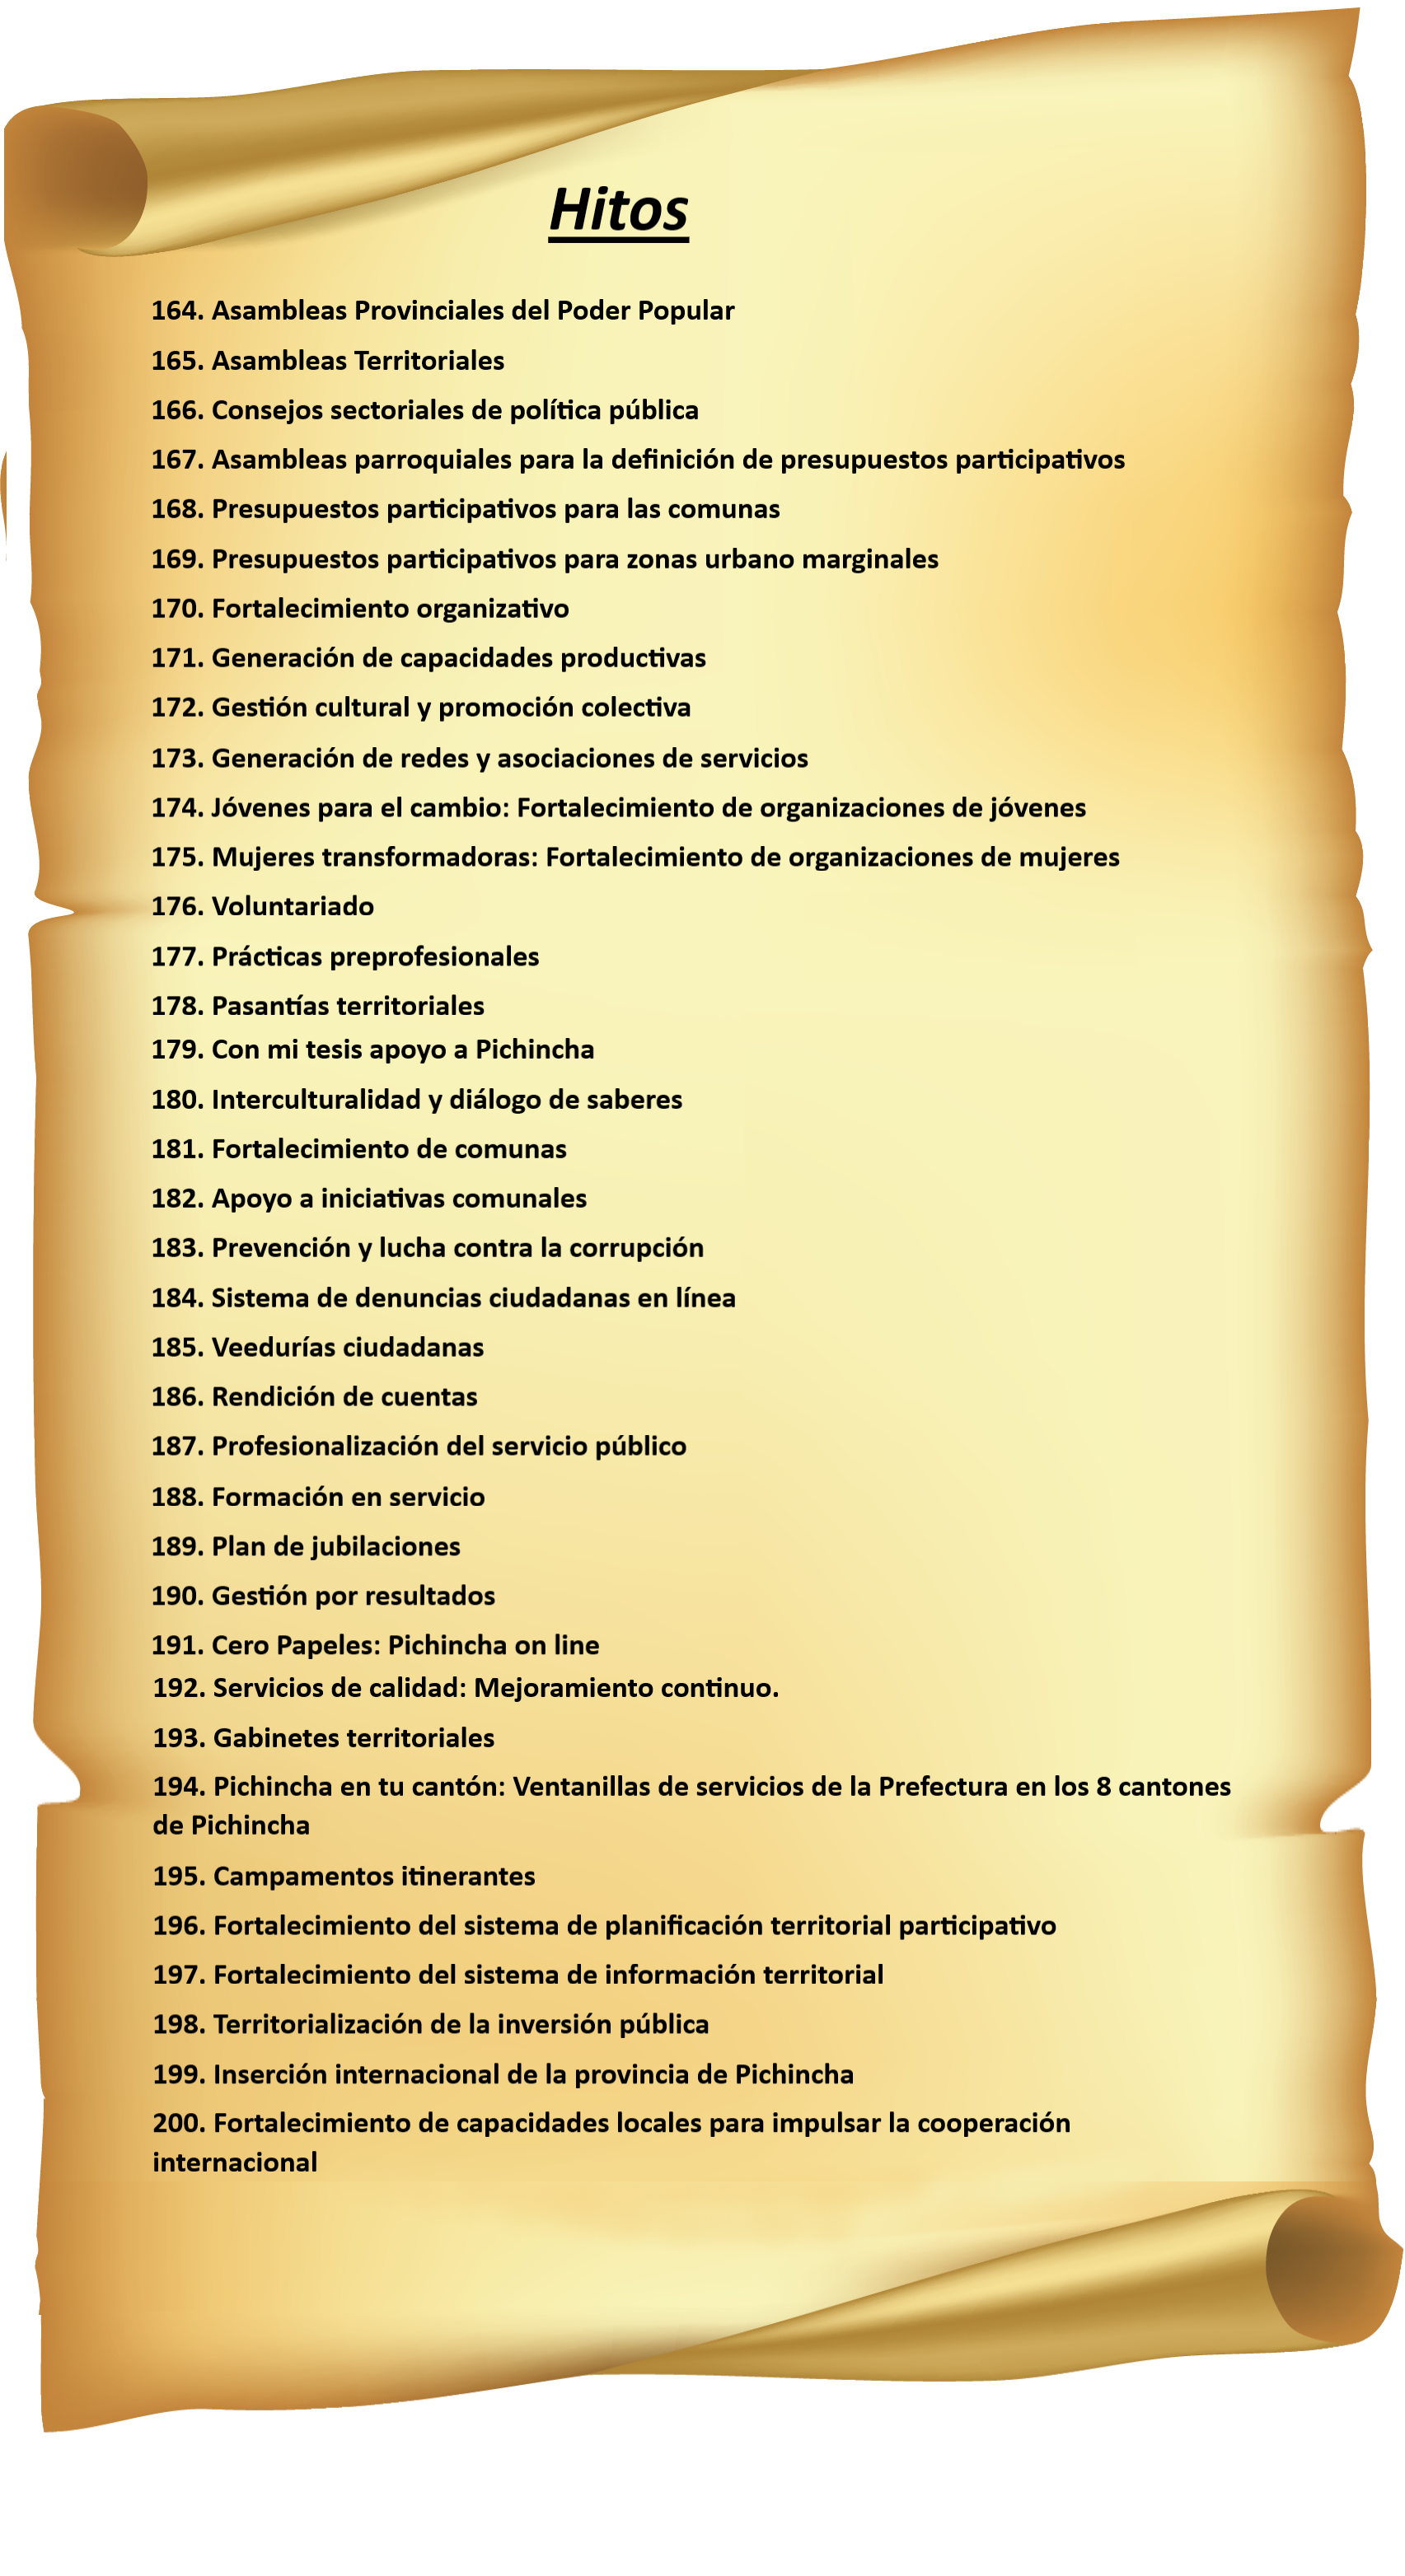 Hitos
164. Asambleas Provinciales del Poder Popular
165. Asambleas Territoriales
166. Consejos sectoriales de política pública
167. Asambleas parroquiales para la definición de presupuestos participativos
168. Presupuestos participativos para las comunas
169. Presupuestos participativos para zonas urbano marginales
170. Fortalecimiento organizativo
171. Generación de capacidades productivas
172. Gestión cultural y promoción colectiva
173. Generación de redes y asociaciones de servicios
174. Jóvenes para el cambio: Fortalecimiento de organizaciones de jóvenes
175. Mujeres transformadoras: Fortalecimiento de organizaciones de mujeres
176. Voluntariado
177. Prácticas preprofesionales
178. Pasantías territoriales
179. Con mi tesis apoyo a Pichincha
180. Interculturalidad y diálogo de saberes
181. Fortalecimiento de comunas
182. Apoyo a iniciativas comunales
183. Prevención y lucha contra la corrupción
184. Sistema de denuncias ciudadanas en línea
185. Veedurías ciudadanas
186. Rendición de cuentas
187. Profesionalización del servicio público
188. Formación en servicio
189. Plan de jubilaciones
190. Gestión por resultados
191. Cero Papeles: Pichincha on line
192. Servicios de calidad: Mejoramiento continuo.
193. Gabinetes territoriales
194. Pichincha en tu cantón: Ventanillas de servicios de la Prefectura en los 8 cantones
de Pichincha
195. Campamentos itinerantes
196. Fortalecimiento del sistema de planificación territorial participativo
197. Fortalecimiento del sistema de información territorial
198. Territorialización de la inversión pública
199. Inserción internacional de la provincia de Pichincha
200. Fortalecimiento de capacidades locales para impulsar la cooperación
internacional